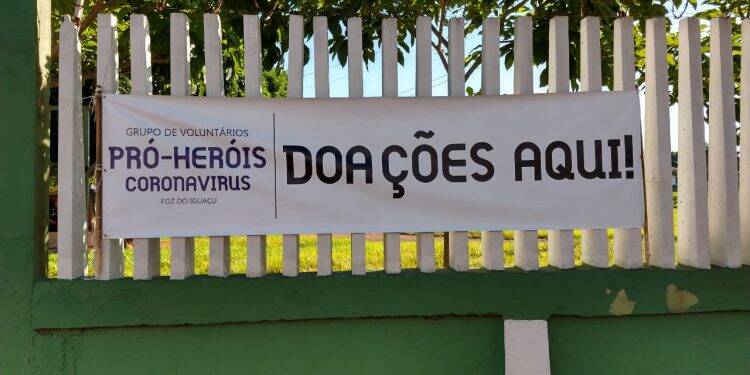 GRUPO DE VOLUNTÁRIOS
PRÓ-HERÓIS
CORONAVIRUS
FOZ DO IGUAÇU
DOAÇÕES AQUI!